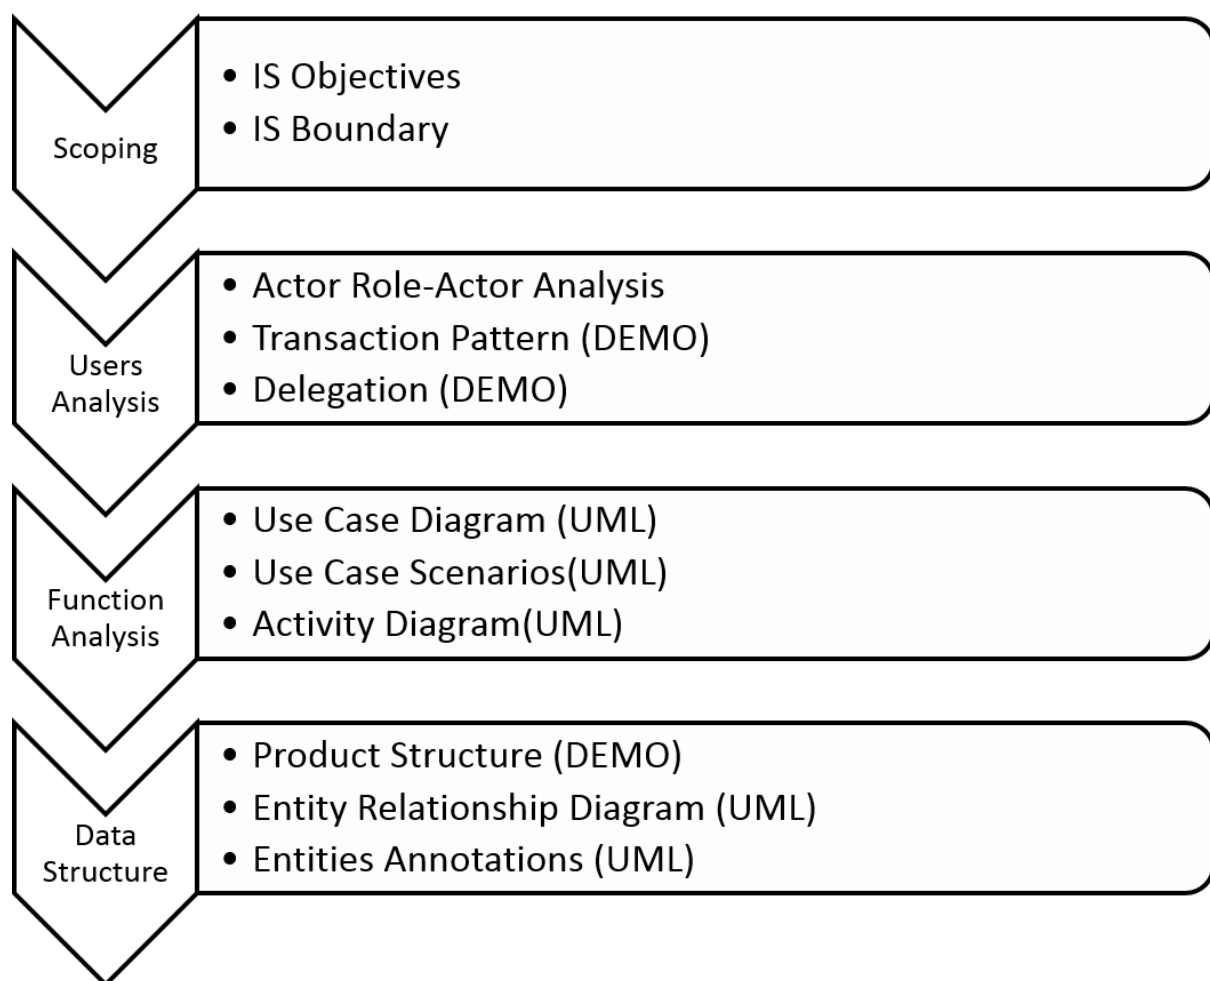 Scoping
• IS Objectives
• IS Boundary
Users
Analysis
• Actor Role-Actor Analysis
• Transaction Pattern (DEMO)
• Delegation (DEMO)
Function
Analysis
• Use Case Diagram (UML)
• Use Case Scenarios(UML)
• Activity Diagram(UML)
Data
Structure
• Product Structure (DEMO)
• Entity Relationship Diagram (UML)
• Entities Annotations (UML)